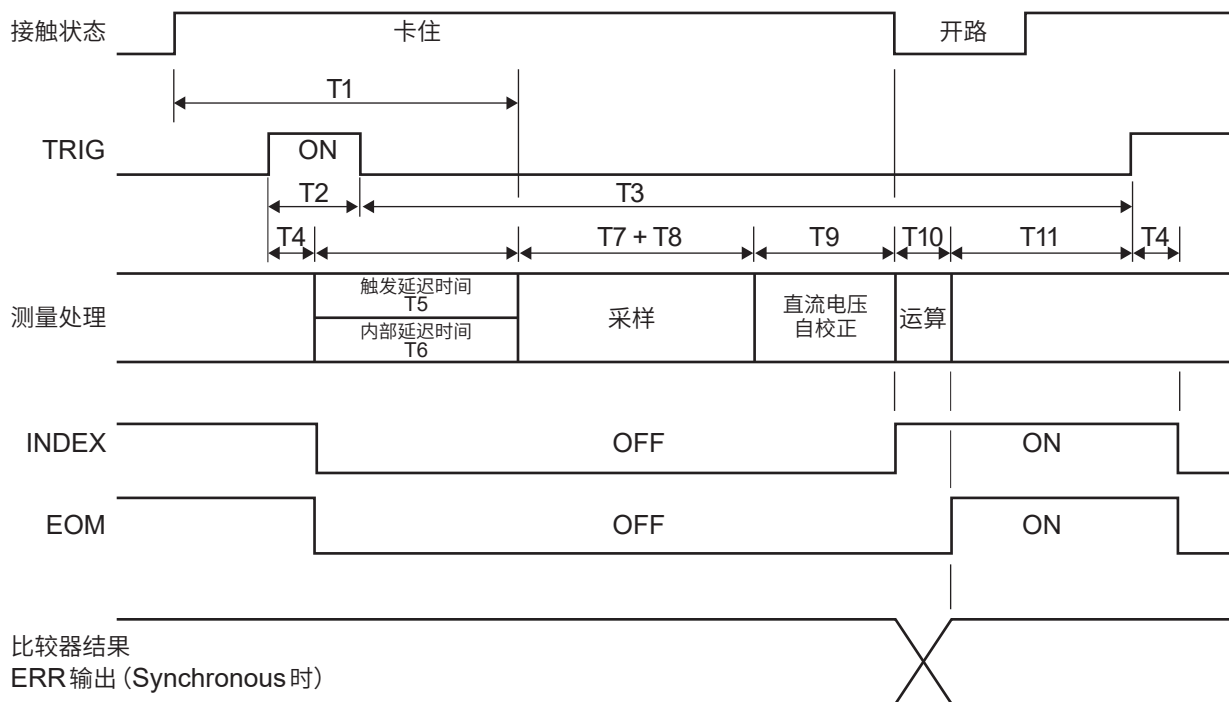 接触状态
卡住
开路
T1
TRIG
ON
T2
T3
T4
T7 + T8
T9
T10
T11
T4
测量处理
触发延迟时间
T5
内部延迟时间
T6
采样
直流电压
自校正
运算
INDEX
OFF
ON
EOM
OFF
ON
比较器结果
ERR输出（Synchronous时）